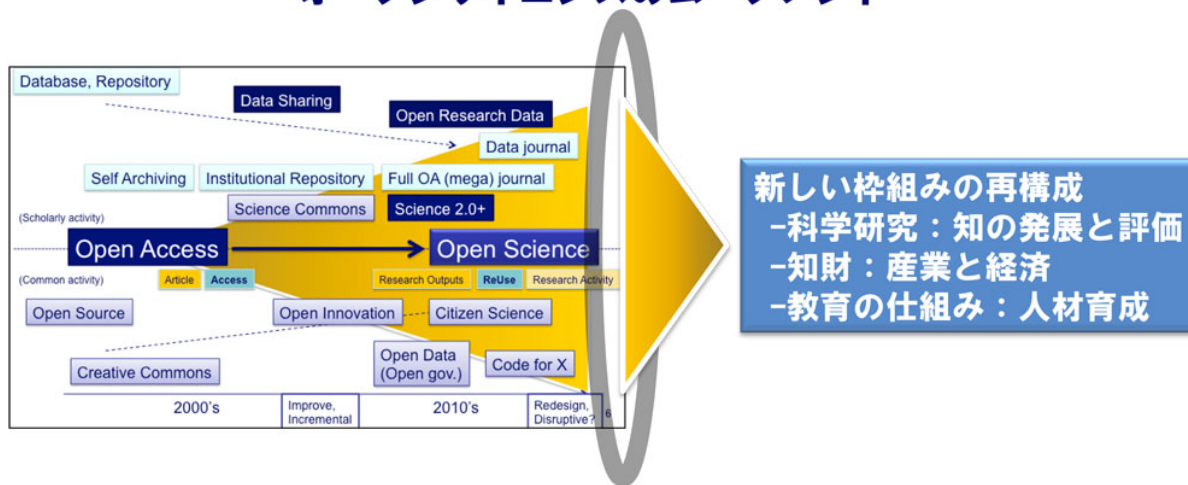 Database, Repository
Data Sharing
Open Research Data
Data journal
Self Archiving
Institutional Repository
Full OA (mega) journal
Science Commons
Science 2.0+
(Scholarly activity)
Open Access
Open Science
(Common activity)
Article
Access
Research Outputs
ReUse
Research Activity
Open Source
Open Innovation
Citizen Science
Creative Commons
Open Data
(Open gov.)
Code for X
2000's
Improve,
Incremental
2010's
Redesign,
Disruptive?
6
新しい枠組みの再構成
-科学研究：知の発展と評価
-知財：産業と経済
-教育の仕組み：人材育成